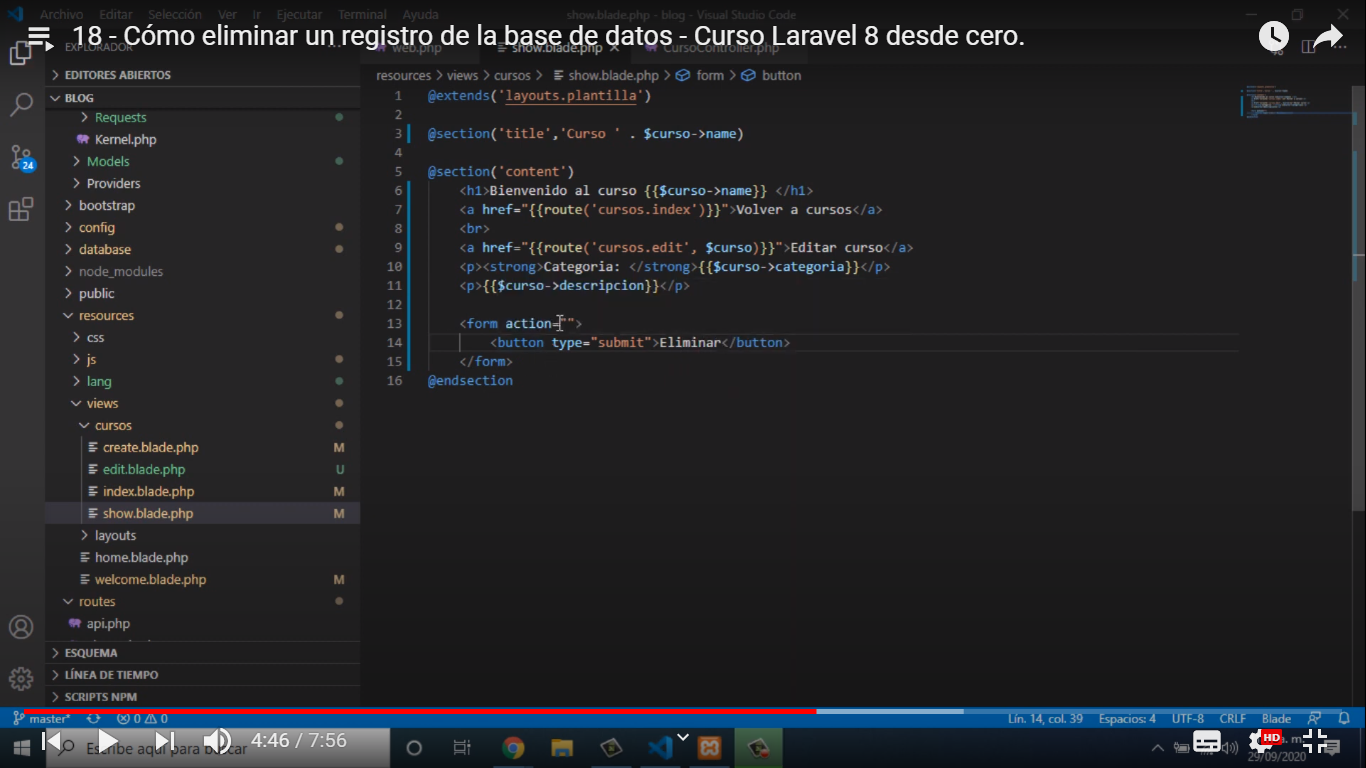 Archivo Editar Selección Ver Ir Ejecutar Terminal Ayuda
show.blade.php - blog - Visual Studio Code
18 - Cómo eliminar un registro de la base de datos - Curso Laravel 8 desde cero.
EXPLORADOR
web.php
show.blade.php
CursoController.php
EDITORES ABIERTOS
BLOG
Requests
Kernel.php
Models
Providers
bootstrap
config
database
node_modules
public
resources
css
js
lang
views
cursos
create.blade.php M
edit.blade.php U
index.blade.php M
show.blade.php M
layouts
home.blade.php
welcome.blade.php M
routes
api.php
ESQUEMA
LÍNEA DE TIEMPO
SCRIPTS NPM
24
resources > views > cursos > show.blade.php > form > button
1 @extends('layouts.plantilla')
2
3 @section('title','Curso ' . $curso->name)
4
5 @section('content')
6 <h1>Bienvenido al curso {{$curso->name}} </h1>
7 <a href="{{route('cursos.index')}}">Volver a cursos</a>
8 <br>
9 <a href="{{route('cursos.edit', $curso)}}">Editar curso</a>
10 <p><strong>Categoria: </strong>{{$curso->categoria}}</p>
11 <p>{{$curso->descripcion}}</p>
12
13 <form action="">
14 <button type="submit">Eliminar</button>
15 </form>
16 @endsection
master* 0 0
Lín. 14, col. 39 Espacios: 4 UTF-8 CRLF Blade
4:46 / 7:56
Escribe aquí para buscar
HD
29/09/2020